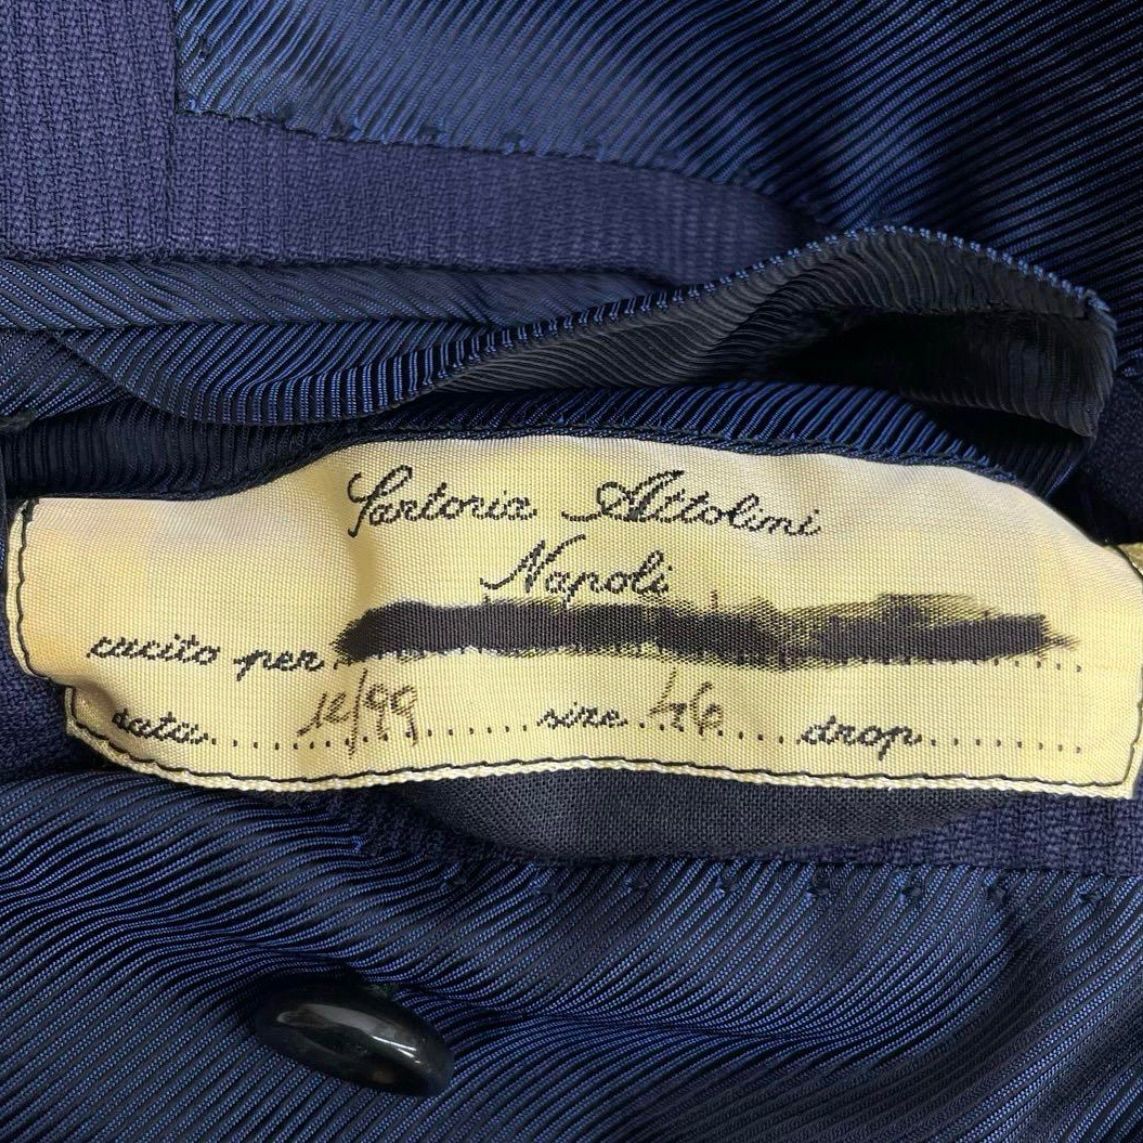 Sartoria Attolini
Napoli
cucito per
data 12/99 size 46 drop